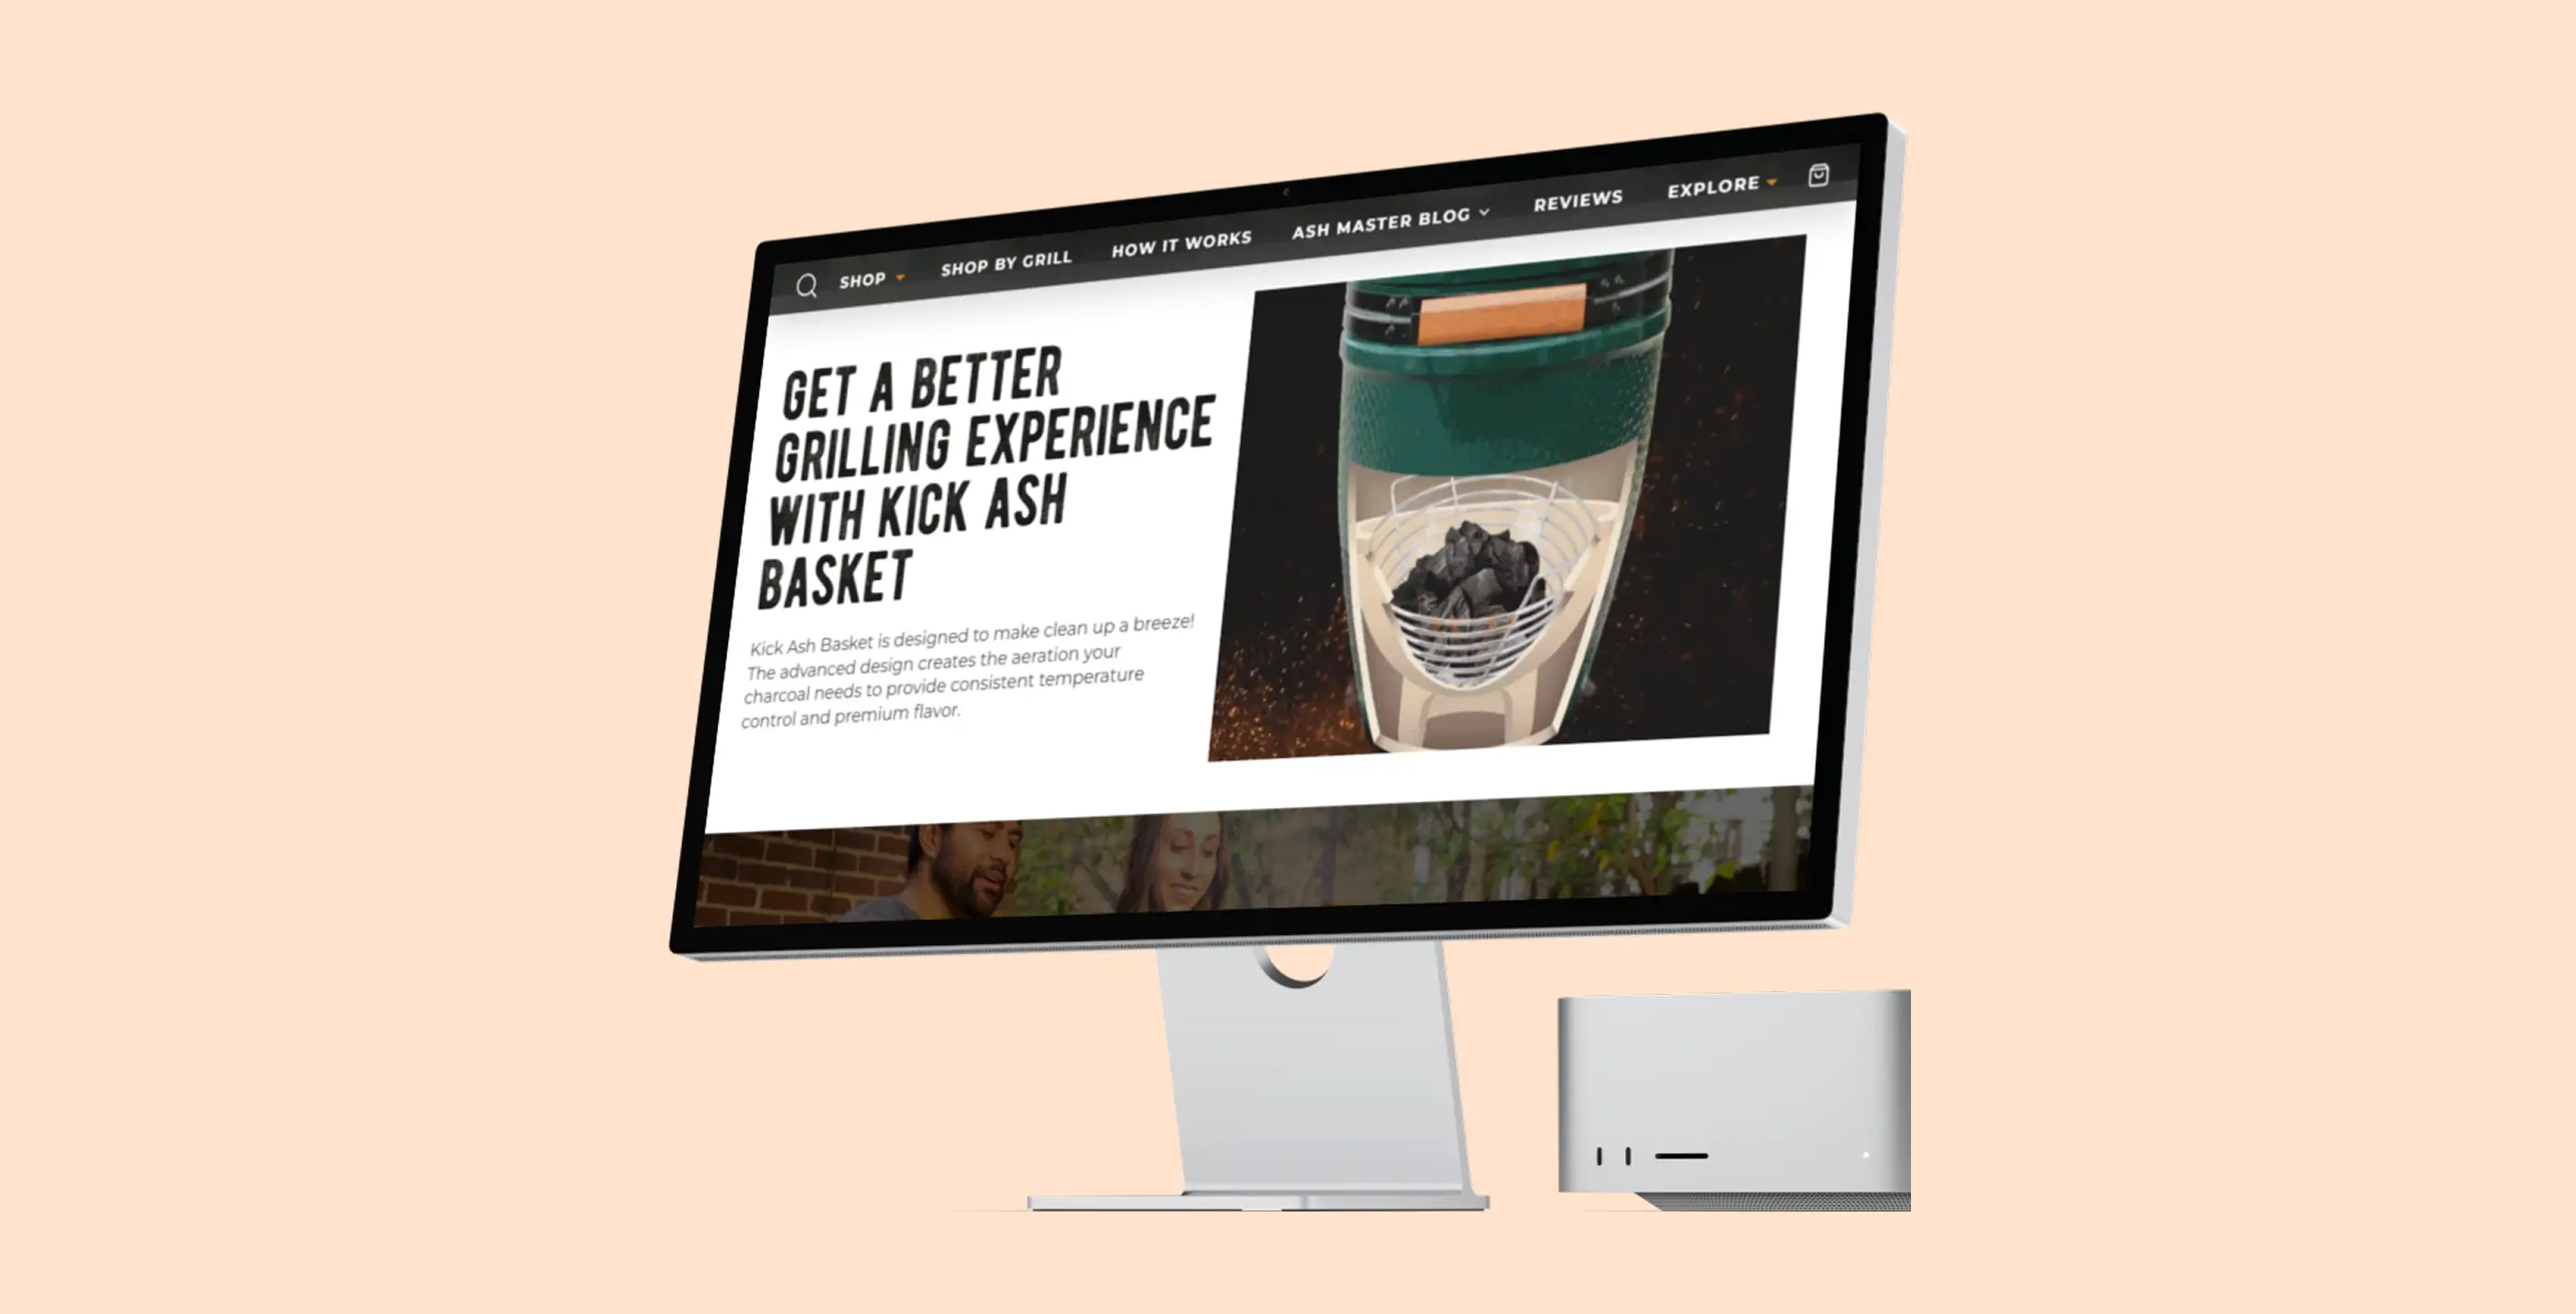 SHOP
SHOP BY GRILL
HOW IT WORKS
ASH MASTER BLOG
REVIEWS
EXPLORE
GET A BETTER
GRILLING EXPERIENCE
WITH KICK ASH
BASKET
Kick Ash Basket is designed to make clean up a breeze!
The advanced design creates the aeration your
charcoal needs to provide consistent temperature
control and premium flavor.